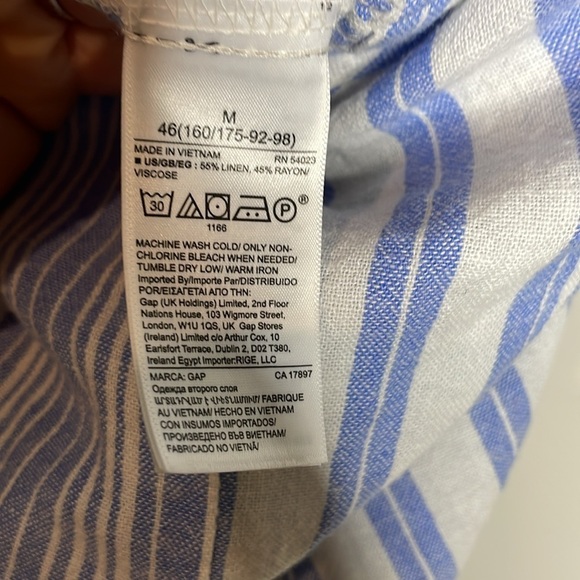 M
46(160/175-92-98)
MADE IN VIETNAM RN 54023
■ US/GB/EG : 55% LINEN, 45% RAYON/
VISCOSE
30 P ®
1166
MACHINE WASH COLD/ ONLY NON-
CHLORINE BLEACH WHEN NEEDED/
TUMBLE DRY LOW/ WARM IRON
Imported By/Importado Par/DISTRIBUIDO
POR/ΕΙΣΑΓΕΤΑΙ ΑΠΟ ΤΗΝ:
Gap (UK Holdings) Limited, 2nd Floor
Nations House, 103 Wigmore Street,
London, W1U 1QS, UK Gap Stores
(Ireland) Limited c/o Arthur Cox, 10
Earlsfort Terrace, Dublin 2, D02 T380,
Ireland Egypt Importer:RIGE, LLC
MARCA: GAP CA 17897
Одежда второго слоя
ԱՐՏԱԴՐՎԱԾ Է ՎԻԵՏՆԱՄՈՒՄ/ FABRIQUE
AU VIETNAM/ HECHO EN VIETNAM
CON INSUMOS IMPORTADOS/
ПРОИЗВЕДЕНО ВЪВ ВИЕТНАМ/
FABRICADO NO VIETNÃ/